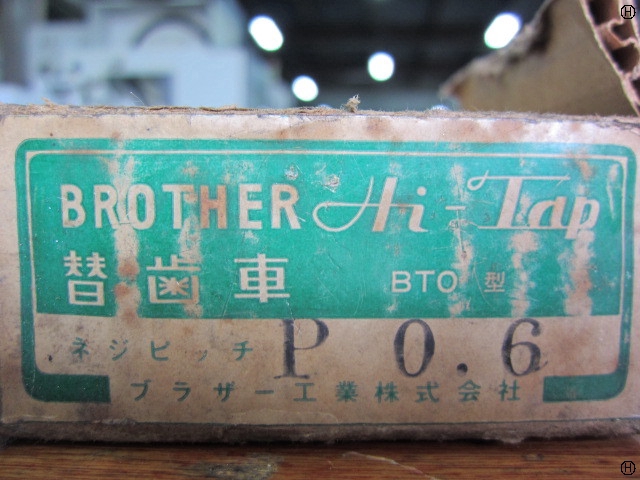 BROTHER Hi-Tap
替歯車 BTO 型
ネジピッチ P 0.6
ブラザー工業株式会社